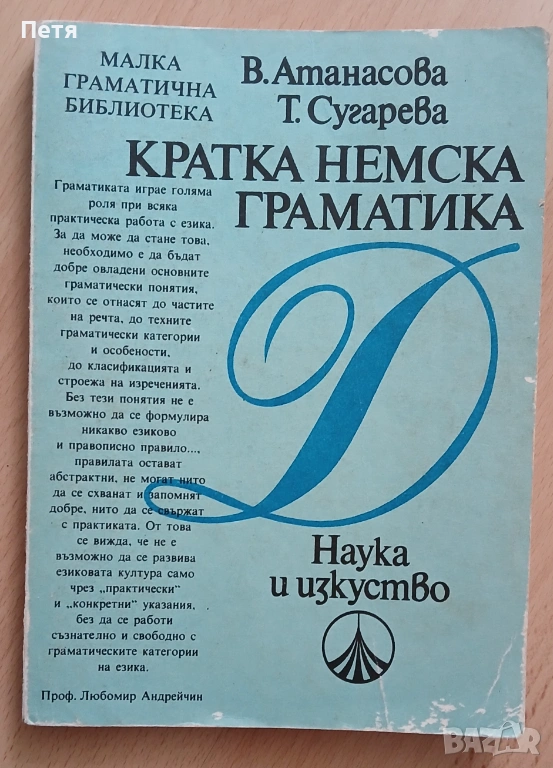 Петя
МАЛКА
ГРАМАТИЧНА
БИБЛИОТЕКА
В. Атанасова
Т. Сугарева
КРАТКА НЕМСКА
ГРАМАТИКА
Граматиката играе голяма
роля при всяка
практическа работа с езика.
За да може да стане това,
необходимо е да бъдат
добре овладени основните
граматически понятия,
които се отнасят до частите
на речта, до техните
граматически категории
и особености,
до класификацията и
строежа на изреченията.
Без тези понятия не е
възможно да се формулира
никакво езиково
и правописно правило...,
правилата остават
абстрактни, не могат нито
да се схванат и запомнят
добре, нито да се свържат
с практиката. От това
се вижда, че не е
възможно да се развива
езиковата култура само
чрез „практически“
и „конкретни“ указания,
без да се работи
съзнателно и свободно с
граматическите категории
на езика.
Проф. Любомир Андрейчин
D
Наука
и изкуство
BAZAR
bg